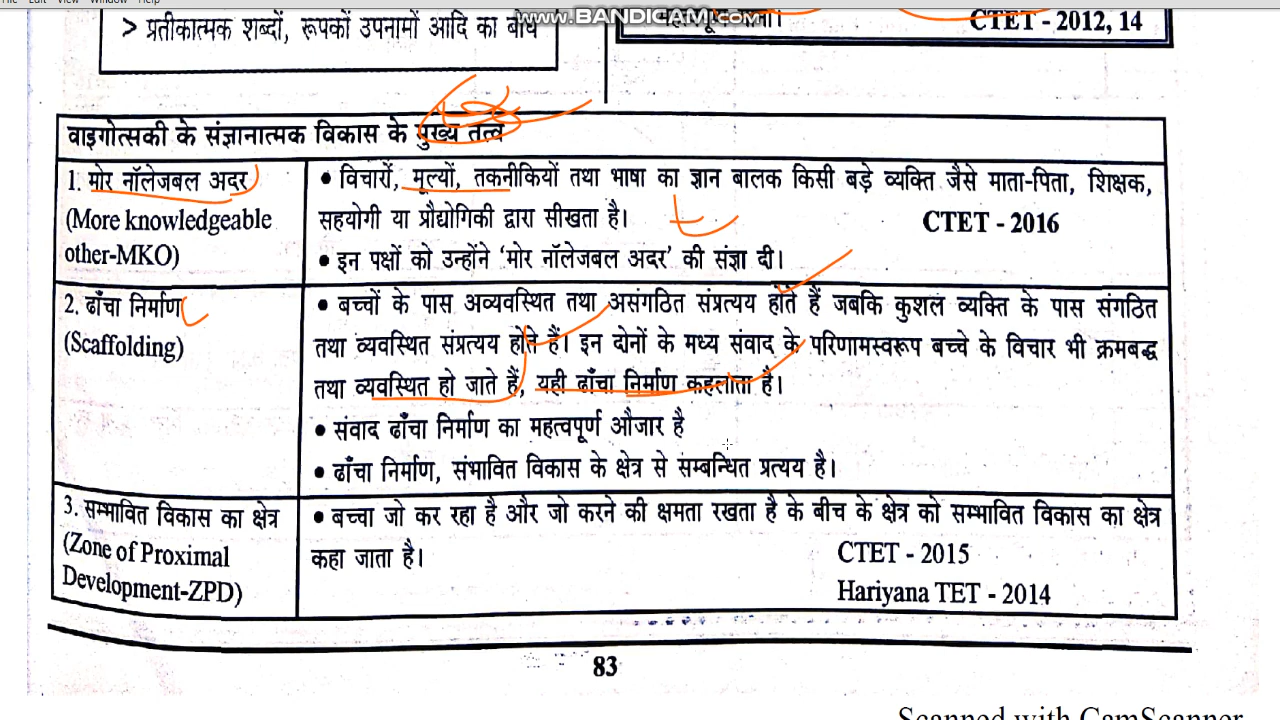 File Edit View Window Help
www.BANDICAM.com
> प्रतीकात्मक शब्दों, रूपकों उपनामों आदि का बोध
CTET - 2012, 14
वाइगोत्सकी के संज्ञानात्मक विकास के मुख्य तत्व
1. मोर नॉलेजबल अदर
(More knowledgeable
other-MKO)
• विचारों, मूल्यों, तकनीकियों तथा भाषा का ज्ञान बालक किसी बड़े व्यक्ति जैसे माता-पिता, शिक्षक,
सहयोगी या प्रौद्योगिकी द्वारा सीखता है।
CTET - 2016
• इन पक्षों को उन्होंने 'मोर नॉलेजबल अदर' की संज्ञा दी।
2. ढाँचा निर्माण
(Scaffolding)
• बच्चों के पास अव्यवस्थित तथा असंगठित संप्रत्यय होते हैं जबकि कुशल व्यक्ति के पास संगठित
तथा व्यवस्थित संप्रत्यय होते हैं। इन दोनों के मध्य संवाद के परिणामस्वरूप बच्चे के विचार भी क्रमबद्ध
तथा व्यवस्थित हो जाते हैं, यही ढाँचा निर्माण कहलाता है।
• संवाद ढाँचा निर्माण का महत्वपूर्ण औजार है
• ढाँचा निर्माण, संभावित विकास के क्षेत्र से सम्बन्धित प्रत्यय है।
3. सम्भावित विकास का क्षेत्र
(Zone of Proximal
Development-ZPD)
• बच्चा जो कर रहा है और जो करने की क्षमता रखता है के बीच के क्षेत्र को सम्भावित विकास का क्षेत्र
कहा जाता है।
CTET - 2015
Hariyana TET - 2014
83
Scanned with CamScanner